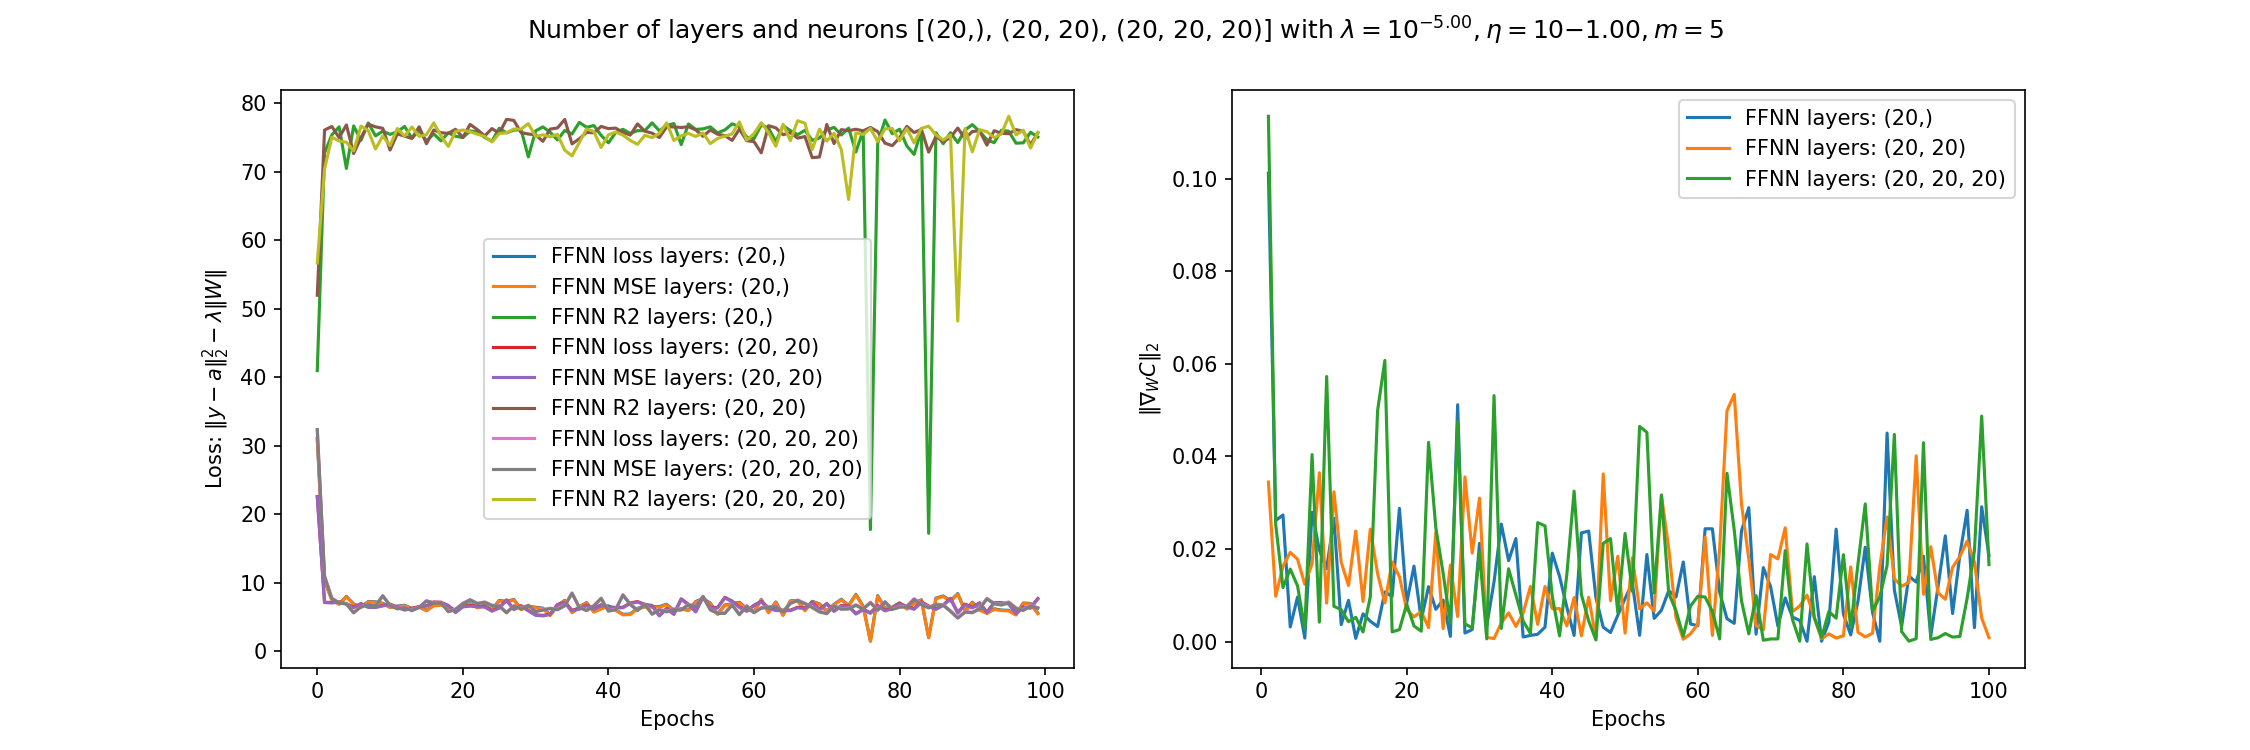 Number of layers and neurons [(20,), (20, 20), (20, 20, 20)] with λ = 10^−5.00, η = 10−1.00, m = 5
80
70
60
50
40
30
20
10
0
Loss: ‖y − a‖₂² − λ‖W‖
FFNN loss layers: (20,)
FFNN MSE layers: (20,)
FFNN R2 layers: (20,)
FFNN loss layers: (20, 20)
FFNN MSE layers: (20, 20)
FFNN R2 layers: (20, 20)
FFNN loss layers: (20, 20, 20)
FFNN MSE layers: (20, 20, 20)
FFNN R2 layers: (20, 20, 20)
0 20 40 60 80 100
Epochs
0.10
0.08
0.06
0.04
0.02
0.00
‖∇_W C‖₂
FFNN layers: (20,)
FFNN layers: (20, 20)
FFNN layers: (20, 20, 20)
0 20 40 60 80 100
Epochs